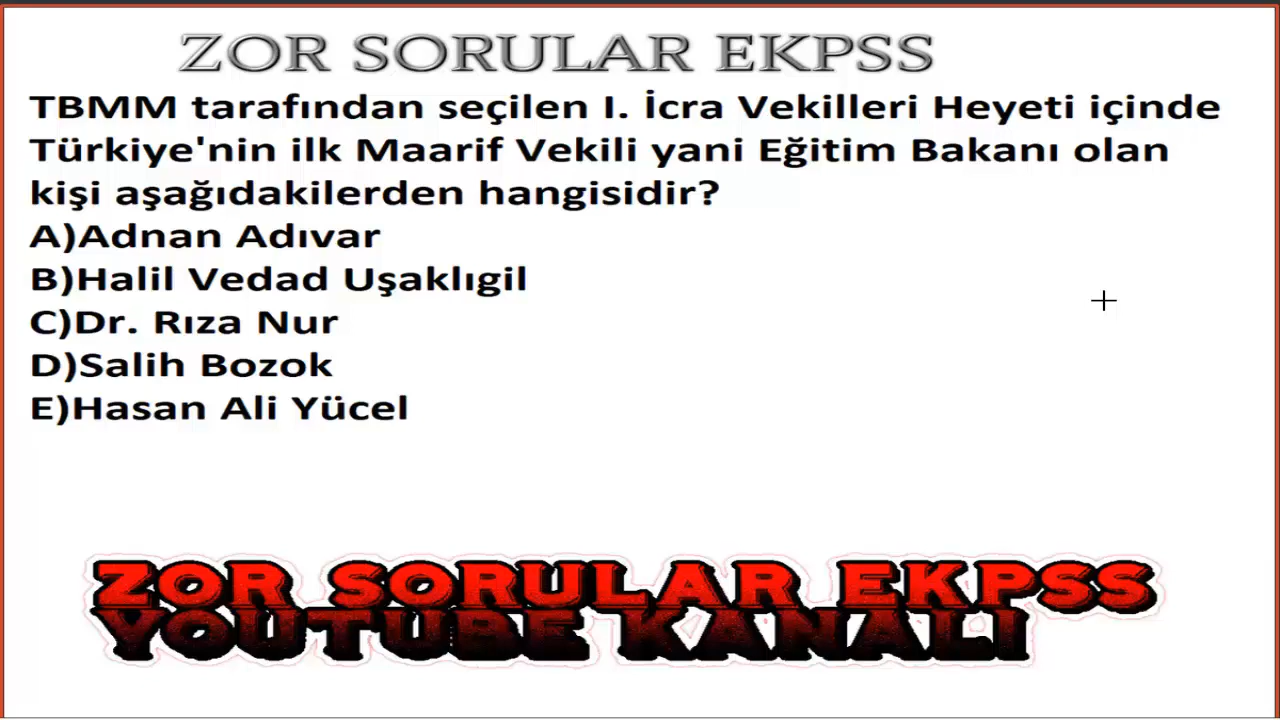 ZOR SORULAR EKPSS
TBMM tarafından seçilen I. İcra Vekilleri Heyeti içinde
Türkiye'nin ilk Maarif Vekili yani Eğitim Bakanı olan
kişi aşağıdakilerden hangisidir?
A)Adnan Adıvar
B)Halil Vedad Uşaklıgil
C)Dr. Rıza Nur
D)Salih Bozok
E)Hasan Ali Yücel
ZOR SORULAR EKPSS
YOUTUBE KANALI